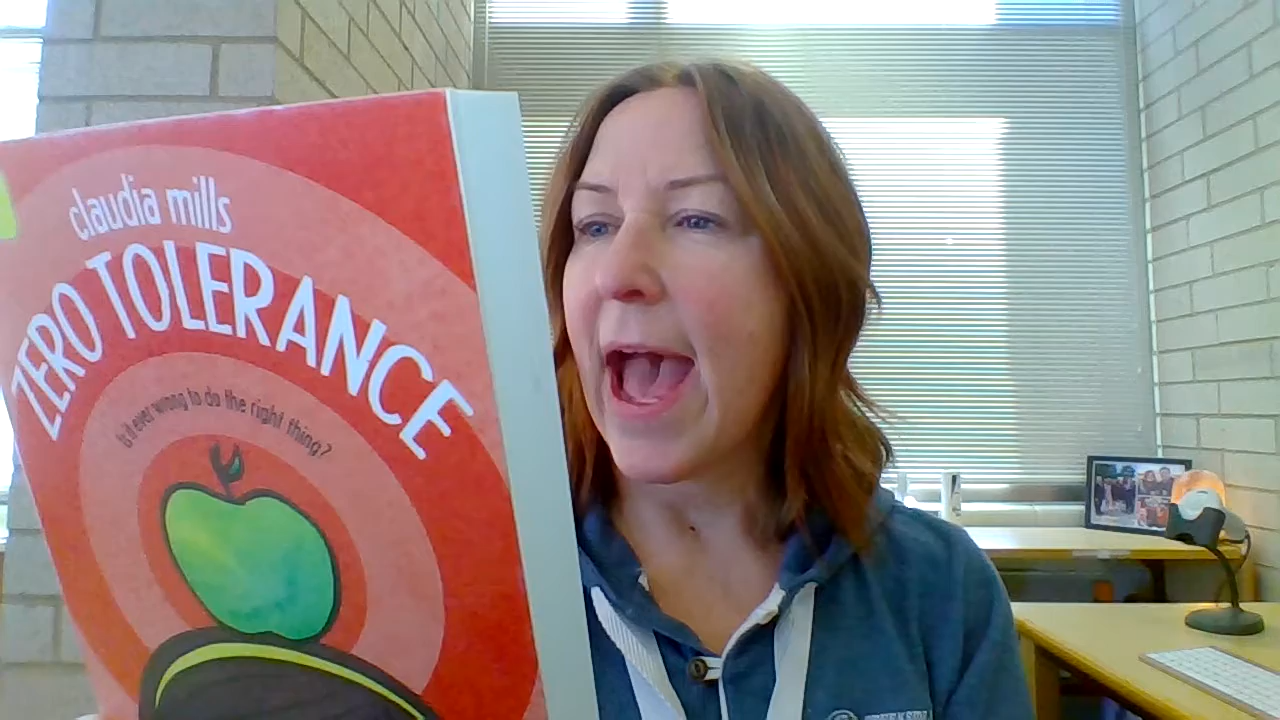 claudia mills
ZERO TOLERANCE
Is it ever wrong to do the right thing?